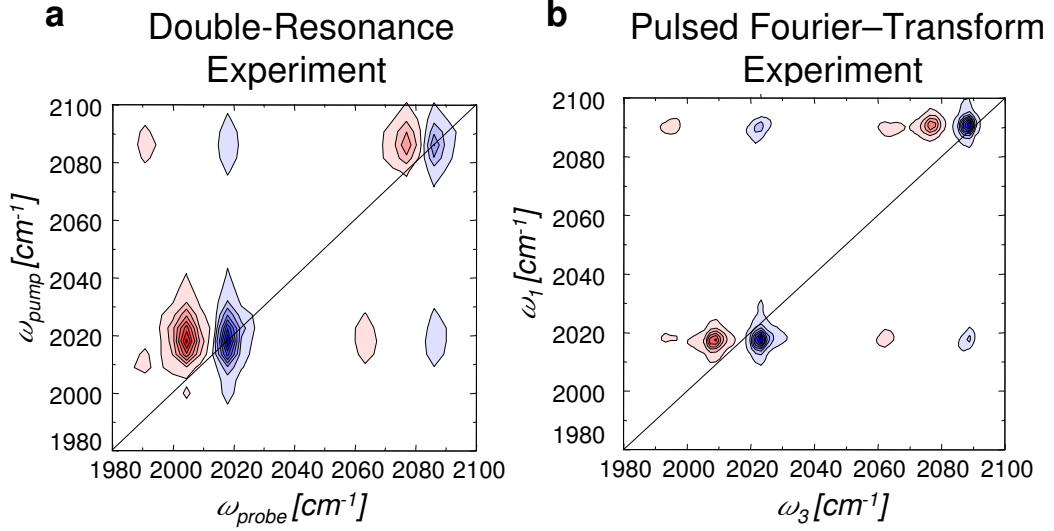 a
Double-Resonance
Experiment
2100
2080
2060
2040
2020
2000
1980
ω_pump [cm⁻¹]
1980 2000 2020 2040 2060 2080 2100
ω_probe [cm⁻¹]
b
Pulsed Fourier–Transform
Experiment
2100
2080
2060
2040
2020
2000
1980
ω_1 [cm⁻¹]
1980 2000 2020 2040 2060 2080 2100
ω_3 [cm⁻¹]